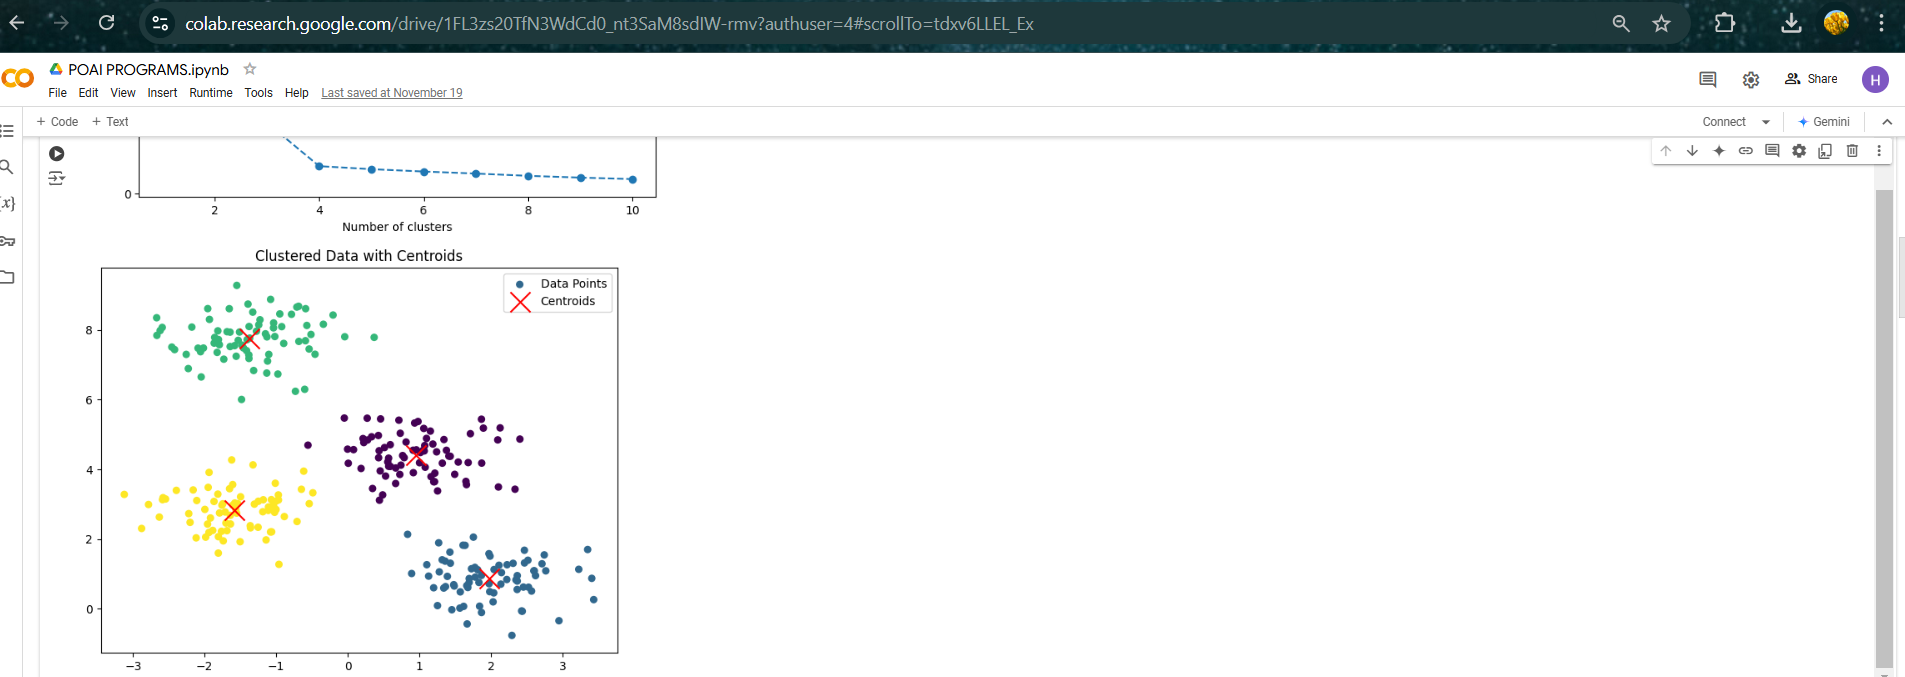 colab.research.google.com/drive/1FL3zs20TfN3WdCd0_nt3SaM8sdIW-rmv?authuser=4#scrollTo=tdxv6LLEL_Ex
CO POAI PROGRAMS.ipynb
File Edit View Insert Runtime Tools Help Last saved at November 19
Share H
+ Code + Text
Connect Gemini
{x}
0
2 4 6 8 10
Number of clusters
Clustered Data with Centroids
Data Points
Centroids
8
6
4
2
0
−3 −2 −1 0 1 2 3